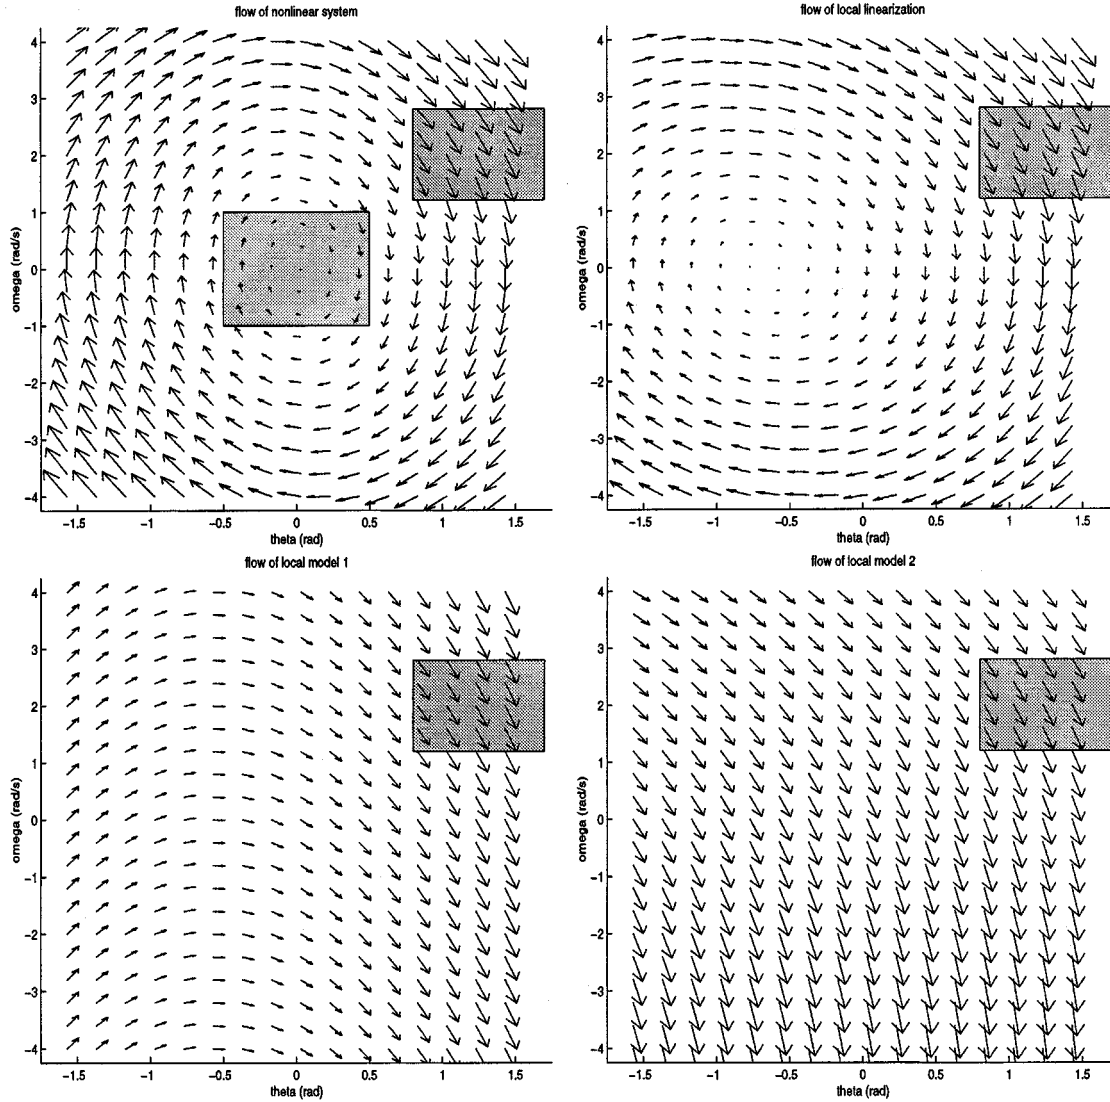 flow of nonlinear system
4
3
2
1
0
−1
−2
−3
−4
omega (rad/s)
−1.5 −1 −0.5 0 0.5 1 1.5
theta (rad)
flow of local linearization
4
3
2
1
0
−1
−2
−3
−4
omega (rad/s)
−1.5 −1 −0.5 0 0.5 1 1.5
theta (rad)
flow of local model 1
4
3
2
1
0
−1
−2
−3
−4
omega (rad/s)
−1.5 −1 −0.5 0 0.5 1 1.5
theta (rad)
flow of local model 2
4
3
2
1
0
−1
−2
−3
−4
omega (rad/s)
−1.5 −1 −0.5 0 0.5 1 1.5
theta (rad)